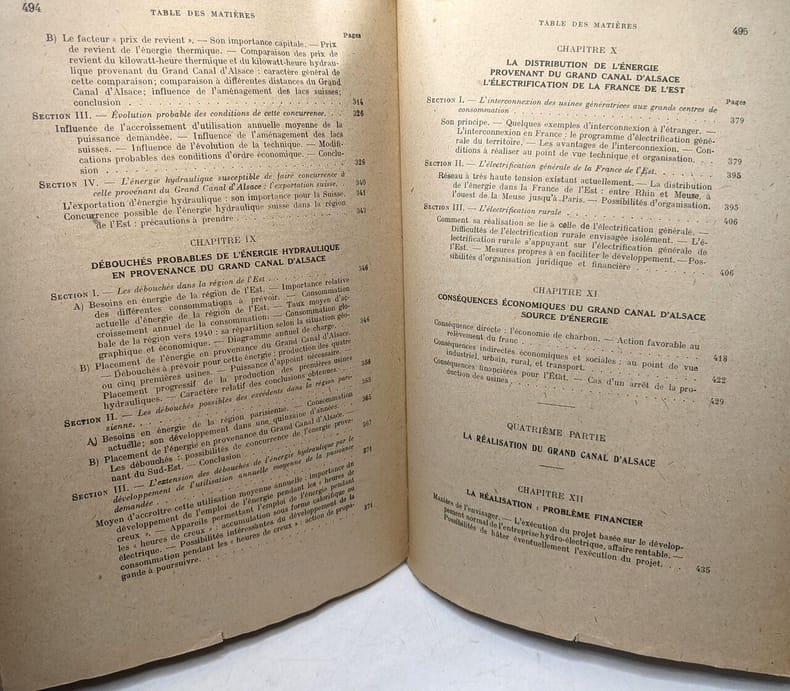 494
TABLE DES MATIÈRES
Pages
B) Le facteur « prix de revient ». — Son importance capitale. — Prix
de revient de l'énergie thermique. — Comparaison des prix de
revient du kilowatt-heure thermique et du kilowatt-heure hydrau-
lique provenant du Grand Canal d'Alsace : caractère général de
cette comparaison; comparaison à différentes distances du Grand
Canal d'Alsace; influence de l'aménagement des lacs suisses;
conclusion . . . 314
SECTION III. — Évolution probable des conditions de cette concurrence. . . 326
Influence de l'accroissement d'utilisation annuelle moyenne de la
puissance demandée. — Influence de l'aménagement des lacs
suisses. — Influence de l'évolution de la technique. — Modifi-
cations probables des conditions d'ordre économique. — Conclu-
sion . . . 326
SECTION IV. — L'énergie hydraulique susceptible de faire concurrence à
celle provenant du Grand Canal d'Alsace : l'exportation suisse. 340
L'exportation d'énergie hydraulique : son importance pour la Suisse. 341
Concurrence possible de l'énergie hydraulique suisse dans la région
de l'Est : précautions à prendre . . . 343
CHAPITRE IX
DÉBOUCHÉS PROBABLES DE L'ÉNERGIE HYDRAULIQUE
EN PROVENANCE DU GRAND CANAL D'ALSACE
SECTION I. — Les débouchés dans la région de l'Est . . . 346
A) Besoins en énergie de la région de l'Est. — Importance relative
des différentes consommations à prévoir. — Consommation
actuelle d'énergie de la région de l'Est. — Taux moyen d'ac-
croissement annuel de la consommation. — Consommation glo-
bale de la région vers 1940 : sa répartition selon la situation géo-
graphique et économique. — Diagramme annuel de charge. . . 346
B) Placement de l'énergie en provenance du Grand Canal d'Alsace.
— Débouchés à prévoir pour cette énergie : production des quatre
ou cinq premières usines. — Puissance d'appoint nécessaire. —
Placement progressif de la production des premières usines
hydrauliques. — Caractère relatif des conclusions obtenues. . .
SECTION II. — Les débouchés possibles des excédents dans la région pari-
sienne. . .
A) Besoins en énergie de la région parisienne. — Consommation
actuelle; son développement dans une quinzaine d'années. . . 365
B) Placement de l'énergie en provenance du Grand Canal d'Alsace. —
Les débouchés : possibilités de concurrence de l'énergie prove-
nant du Sud-Est. — Conclusion . . . 367
SECTION III. — L'extension des débouchés de l'énergie hydraulique par le
développement de l'utilisation annuelle moyenne de la puissance
demandée . . . 371
Moyen d'accroître cette utilisation moyenne annuelle : importance du
développement de l'emploi de l'énergie pendant les « heures de
creux ». — Appareils permettant l'emploi de l'énergie pendant
les « heures de creux » : accumulation sous forme calorifique ou
électrique. — Possibilités intéressantes du développement de la
consommation pendant les « heures de creux » : action de propa-
gande à poursuivre. . . 371
TABLE DES MATIÈRES
495
CHAPITRE X
LA DISTRIBUTION DE L'ÉNERGIE
PROVENANT DU GRAND CANAL D'ALSACE
L'ÉLECTRIFICATION DE LA FRANCE DE L'EST
Pages
SECTION I. — L'interconnexion des usines génératrices aux grands centres de
consommation . . . 379
Son principe. — Quelques exemples d'interconnexion à l'étranger. —
L'interconnexion en France : le programme d'électrification géné-
rale du territoire. — Les avantages de l'interconnexion. — Con-
ditions à réaliser au point de vue technique et organisation. . . 379
SECTION II. — L'électrification générale de la France de l'Est. . . 395
Réseau à très haute tension existant actuellement. — La distribution
de l'énergie dans la France de l'Est : entre Rhin et Meuse, à
l'ouest de la Meuse jusqu'à Paris. — Possibilités d'organisation. 395
SECTION III. — L'électrification rurale . . . 406
Comment sa réalisation se lie à celle de l'électrification générale. —
Difficultés de l'électrification rurale envisagée isolément. — L'é-
lectrification rurale s'appuyant sur l'électrification générale de
l'Est. — Mesures propres à en faciliter le développement. — Pos-
sibilités d'organisation juridique et financière . . . 406
CHAPITRE XI
CONSÉQUENCES ÉCONOMIQUES DU GRAND CANAL D'ALSACE
SOURCE D'ÉNERGIE
Conséquence directe : l'économie de charbon. — Action favorable au
relèvement du franc . . . 418
Conséquences indirectes économiques et sociales : au point de vue
industriel, urbain, rural, et transport. . . 422
Conséquences financières pour l'État. — Cas d'un arrêt de la pro-
duction des usines . . . 429
QUATRIÈME PARTIE
LA RÉALISATION DU GRAND CANAL D'ALSACE
CHAPITRE XII
LA RÉALISATION : PROBLÈME FINANCIER
Manière de l'envisager. — L'exécution du projet basée sur le dévelop-
pement normal de l'entreprise hydro-électrique, affaire rentable. —
Possibilités de hâter éventuellement l'exécution du projet. . . 435